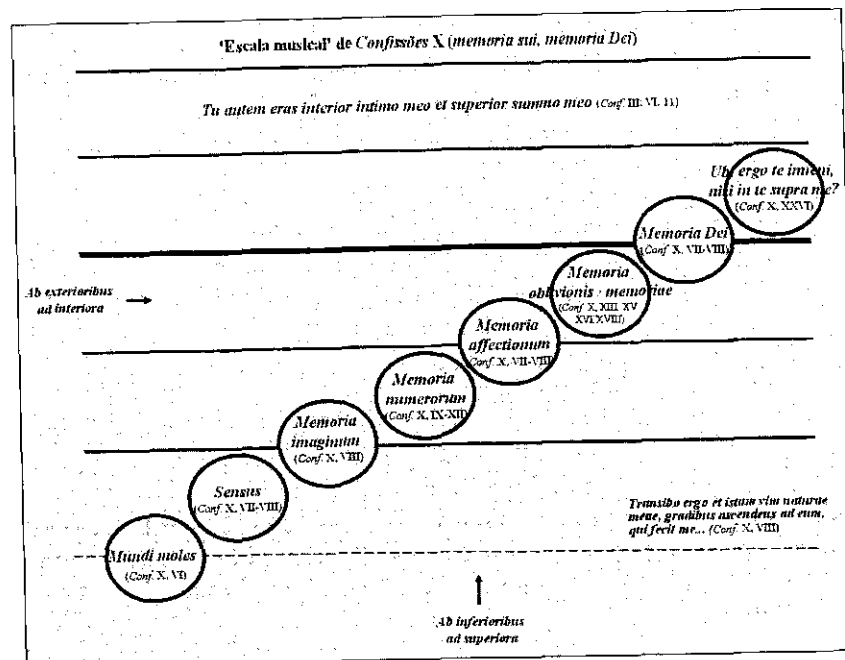 'Escala musical' de Confissões X (memoria sui, memoria Dei)
Tu autem eras interior intimo meo et superior summo meo (Conf. III, VI, 11)
Ubi ergo te inueni,
nisi in te supra me?
(Conf. X, XXVI)
Memoria Dei
(Conf. X, VII-VIII)
Memoria
oblivionis memoriae
(Conf. X, XIII XV
XVI XVIII)
Ab exterioribus
ad interiora
Memoria
affectionum
(Conf. X, VII-VIII)
Memoria
numerorum
(Conf. X, IX-XII)
Memoria
imaginum
(Conf. X, VIII)
Sensus
(Conf. X, VII-VIII)
Transibo ergo et istam vim naturae
meae, gradibus ascendens ad eum,
qui fecit me... (Conf. X, VIII)
Mundi moles
(Conf. X, VI)
Ab inferioribus
ad superiora